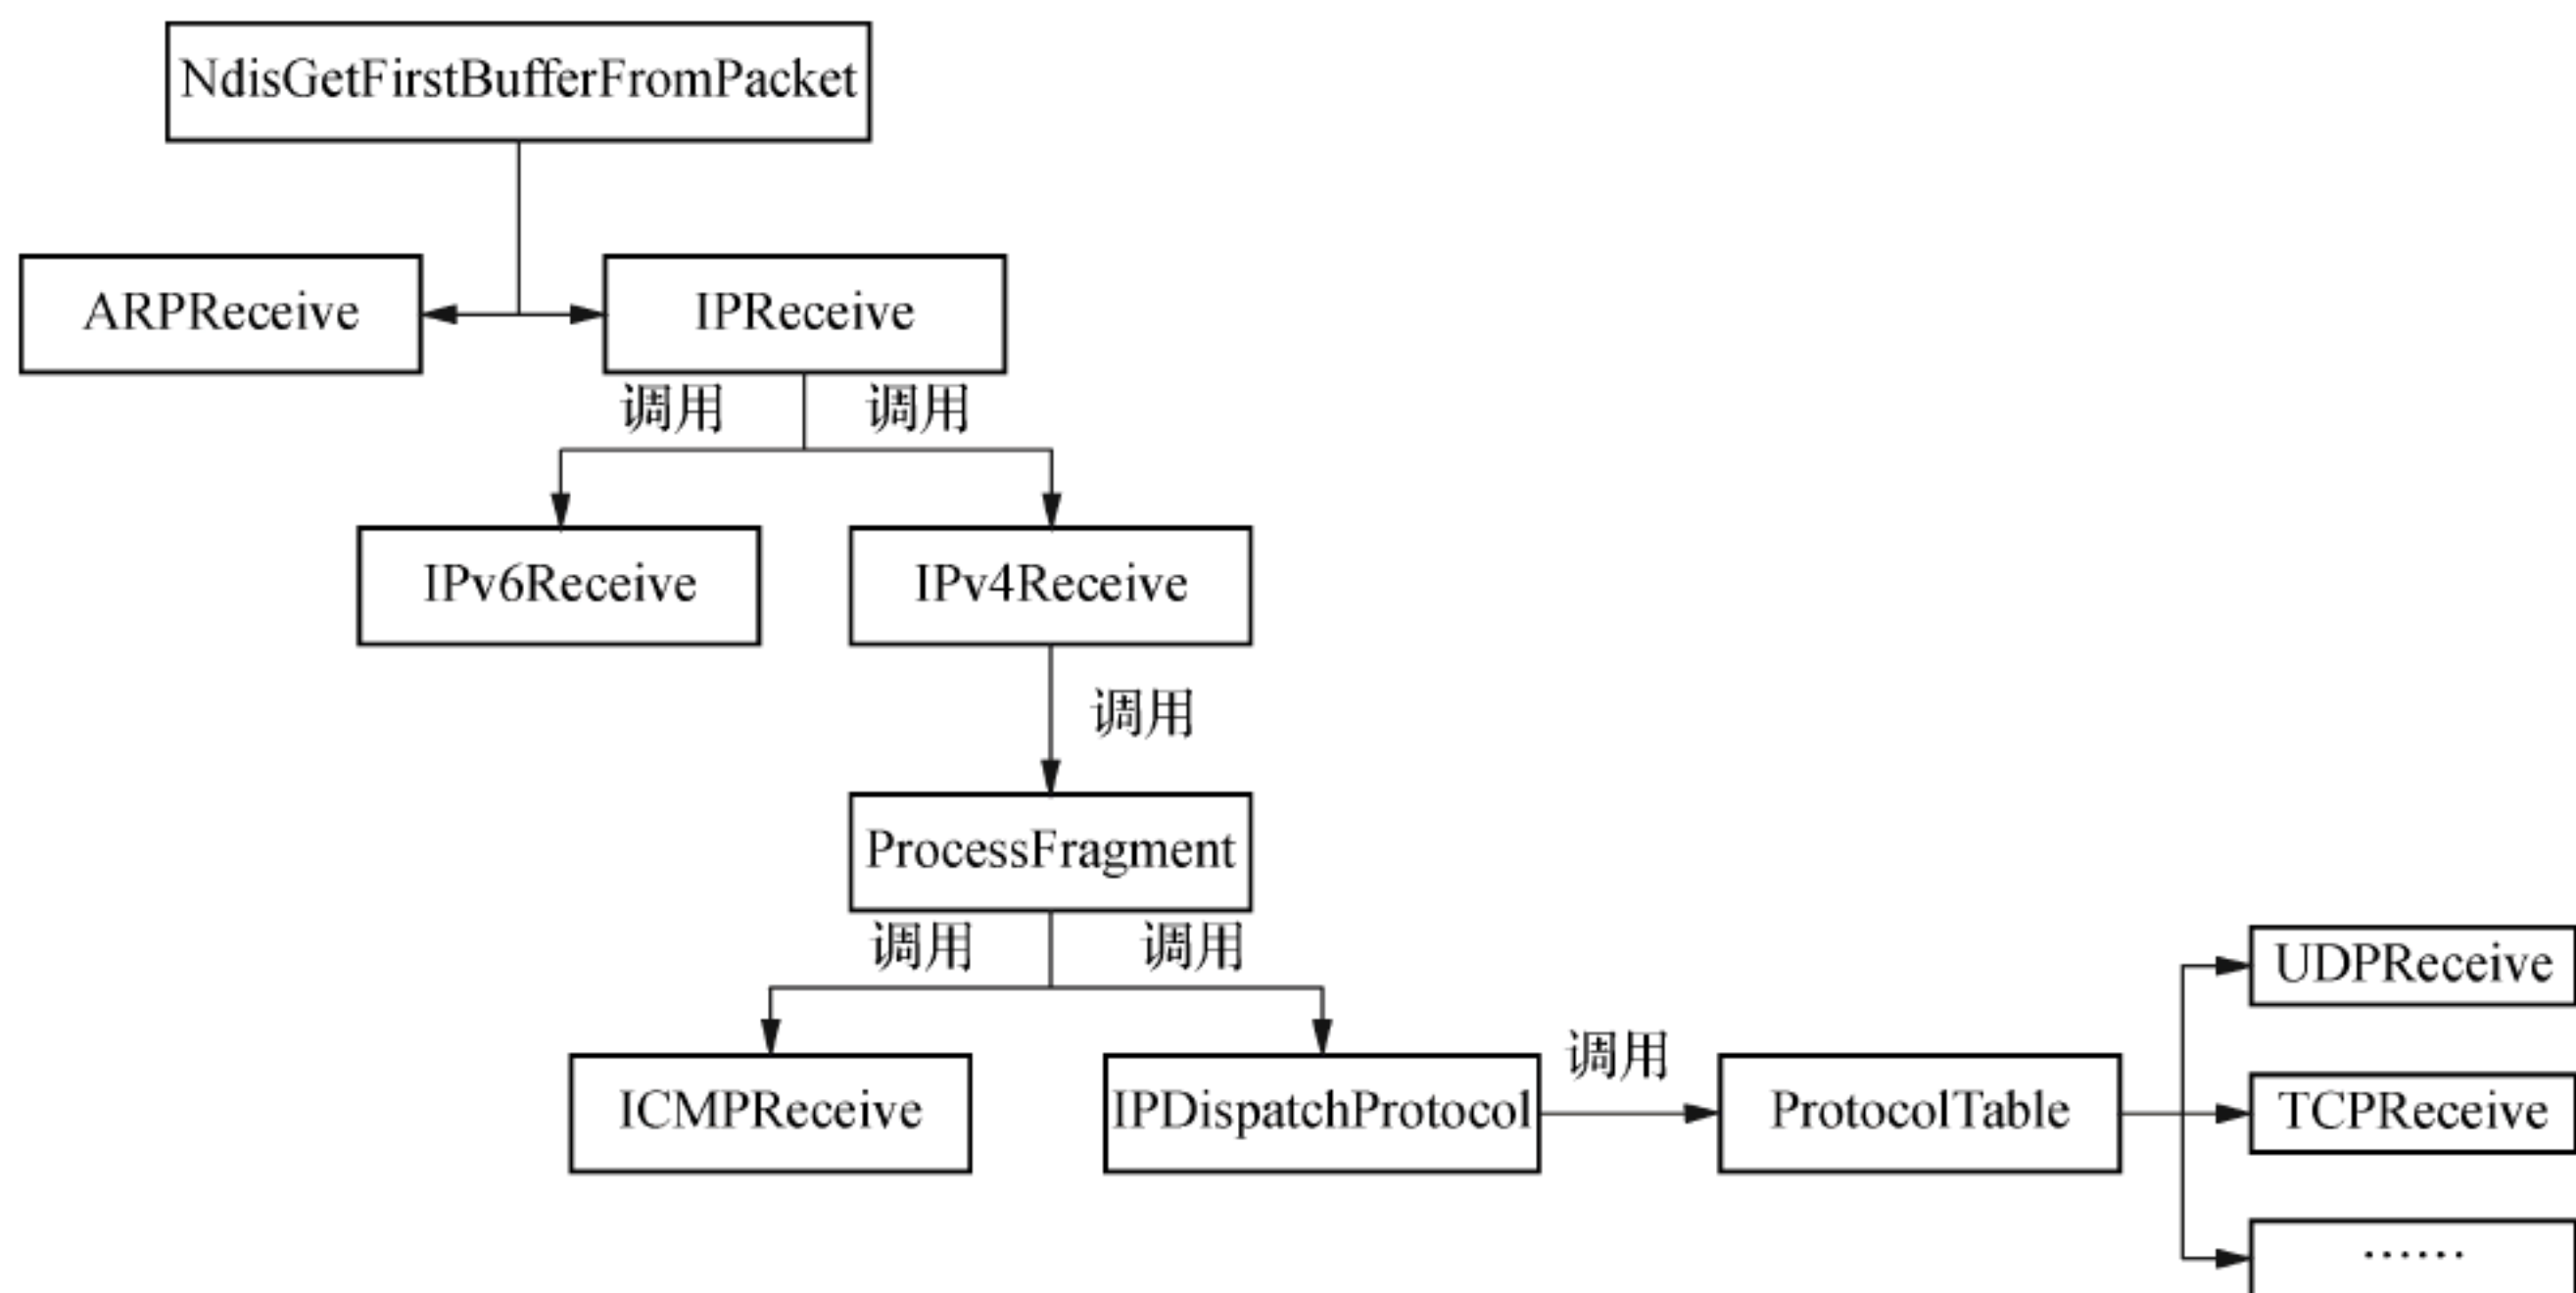 NdisGetFirstBufferFromPacket
ARPReceive
IPReceive
调用
调用
IPv6Receive
IPv4Receive
调用
ProcessFragment
调用
调用
ICMPReceive
IPDispatchProtocol
调用
ProtocolTable
UDPReceive
TCPReceive
······